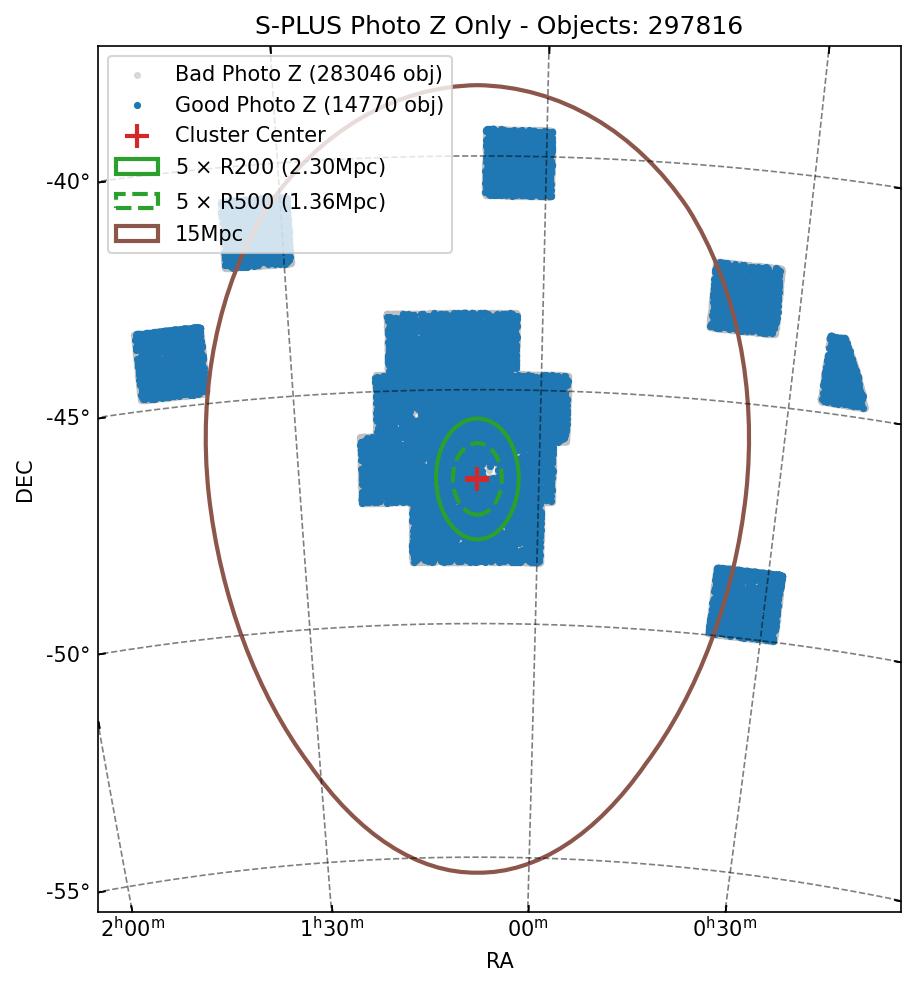 S-PLUS Photo Z Only - Objects: 297816
Bad Photo Z (283046 obj)
Good Photo Z (14770 obj)
Cluster Center
5 × R200 (2.30Mpc)
5 × R500 (1.36Mpc)
15Mpc
-40°
-45°
-50°
-55°
DEC
2ʰ00ᵐ 1ʰ30ᵐ 00ᵐ 0ʰ30ᵐ
RA